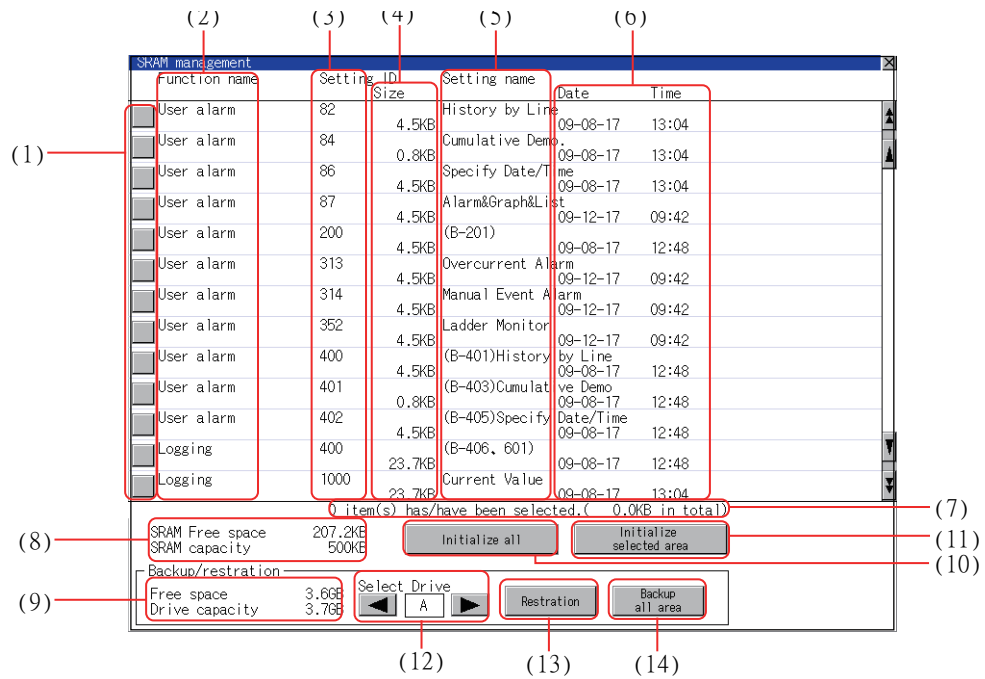 (2) (3) (4) (5) (6)
SRAM management
Function name Setting ID Setting name
Size Date Time
(1)
User alarm 82 History by Line
4.5KB 09-08-17 13:04
User alarm 84 Cumulative Demo.
0.8KB 09-08-17 13:04
User alarm 86 Specify Date/Time
4.5KB 09-08-17 13:04
User alarm 87 Alarm&Graph&List
4.5KB 09-12-17 09:42
User alarm 200 (B-201)
4.5KB 09-08-17 12:48
User alarm 313 Overcurrent Alarm
4.5KB 09-12-17 09:42
User alarm 314 Manual Event Alarm
4.5KB 09-12-17 09:42
User alarm 352 Ladder Monitor
4.5KB 09-12-17 09:42
User alarm 400 (B-401)History by Line
4.5KB 09-08-17 12:48
User alarm 401 (B-403)Cumulative Demo
0.8KB 09-08-17 12:48
User alarm 402 (B-405)Specify Date/Time
4.5KB 09-08-17 12:48
Logging 400 (B-406、601)
23.7KB 09-08-17 12:48
Logging 1000 Current Value
23.7KB 09-08-17 13:04
0 item(s) has/have been selected.( 0.0KB in total)
(7)
(8)
SRAM Free space 207.2KB
SRAM capacity 500KB
Initialize all
Initialize
selected area
(11)
(10)
Backup/restration
(9)
Free space 3.6GB
Drive capacity 3.7GB
Select Drive
A
Restration
Backup
all area
(12) (13) (14)